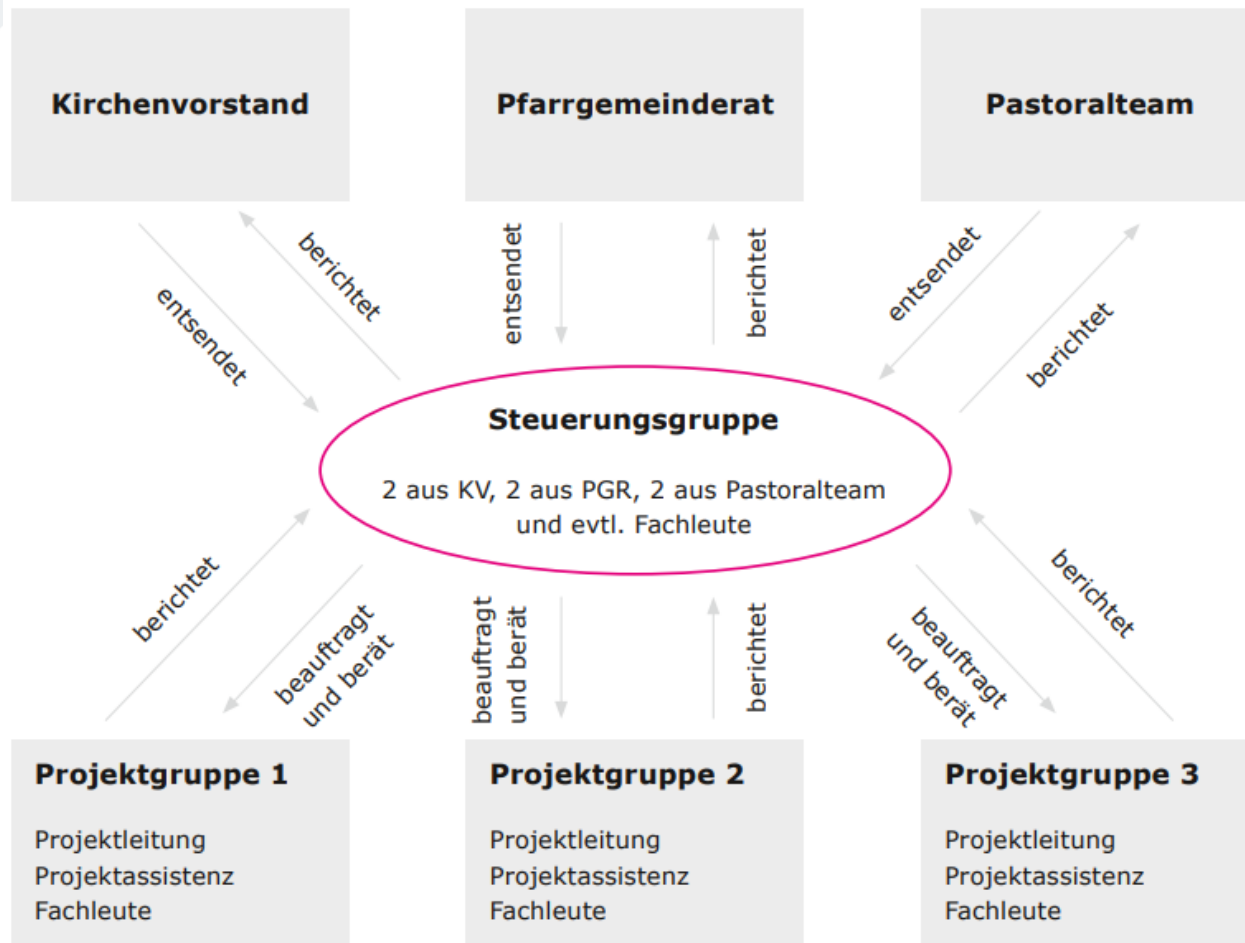 Kirchenvorstand
Pfarrgemeinderat
Pastoralteam
entsendet
berichtet
entsendet
berichtet
entsendet
berichtet
Steuerungsgruppe
2 aus KV, 2 aus PGR, 2 aus Pastoralteam
und evtl. Fachleute
berichtet
beauftragt
und berät
beauftragt
und berät
berichtet
beauftragt
und berät
berichtet
Projektgruppe 1
Projektleitung
Projektassistenz
Fachleute
Projektgruppe 2
Projektleitung
Projektassistenz
Fachleute
Projektgruppe 3
Projektleitung
Projektassistenz
Fachleute